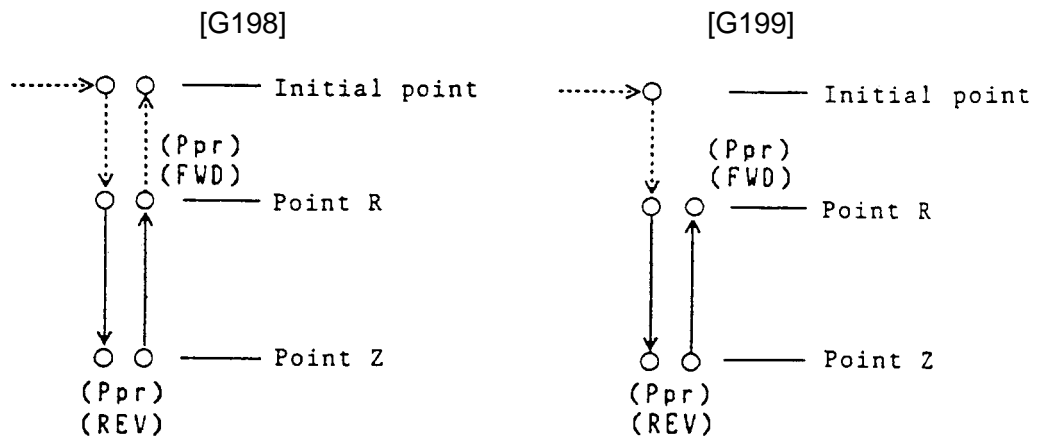 [G198]
Initial point
(Ppr)
(FWD)
Point R
Point Z
(Ppr)
(REV)
[G199]
Initial point
(Ppr)
(FWD)
Point R
Point Z
(Ppr)
(REV)